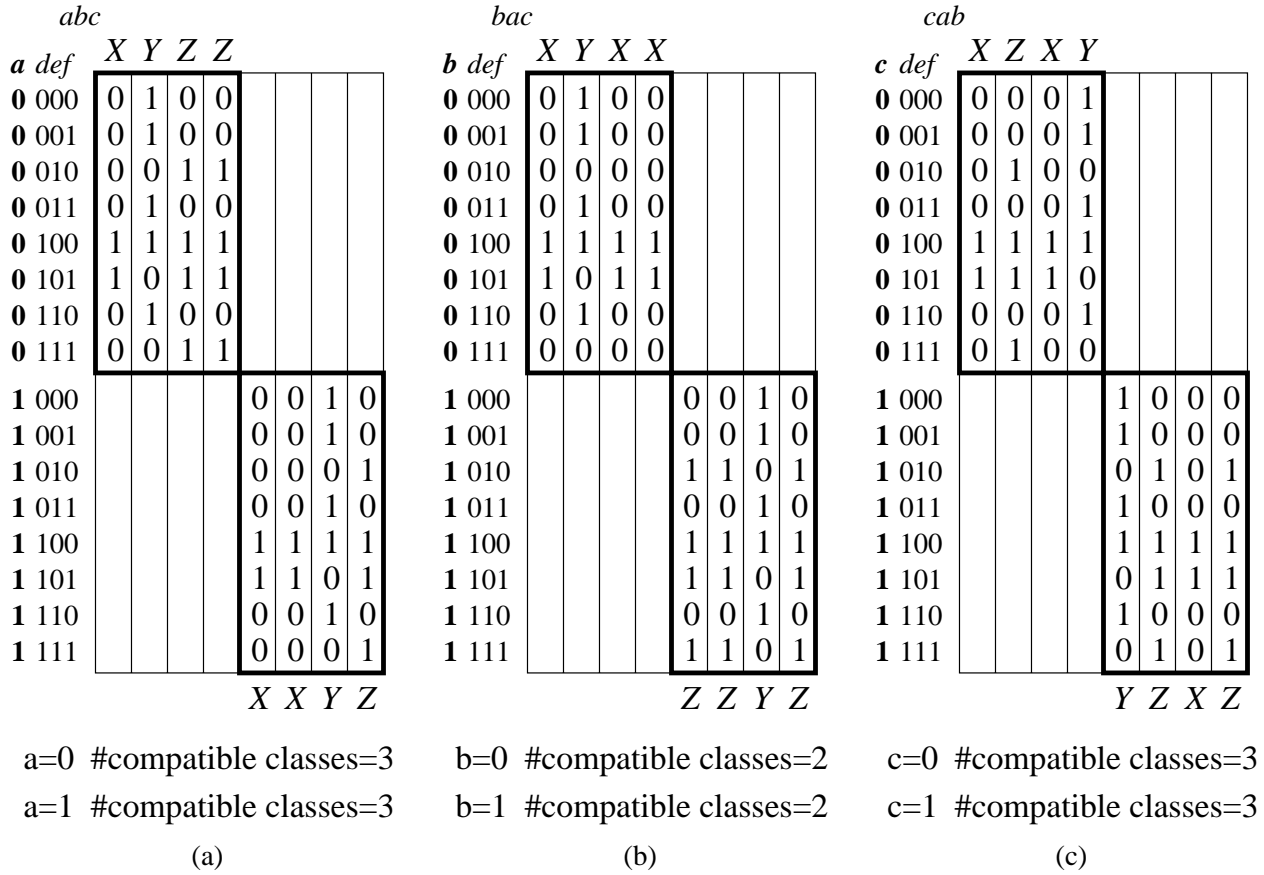 abc bac cab
X Y Z Z X Y X X X Z X Y
a def b def c def
0 000 0 1 0 0 0 000 0 1 0 0 0 000 0 0 0 1
0 001 0 1 0 0 0 001 0 1 0 0 0 001 0 0 0 1
0 010 0 0 1 1 0 010 0 0 0 0 0 010 0 1 0 0
0 011 0 1 0 0 0 011 0 1 0 0 0 011 0 0 0 1
0 100 1 1 1 1 0 100 1 1 1 1 0 100 1 1 1 1
0 101 1 0 1 1 0 101 1 0 1 1 0 101 1 1 1 0
0 110 0 1 0 0 0 110 0 1 0 0 0 110 0 0 0 1
0 111 0 0 1 1 0 111 0 0 0 0 0 111 0 1 0 0
1 000 0 0 1 0 1 000 0 0 1 0 1 000 1 0 0 0
1 001 0 0 1 0 1 001 0 0 1 0 1 001 1 0 0 0
1 010 0 0 0 1 1 010 1 1 0 1 1 010 0 1 0 1
1 011 0 0 1 0 1 011 0 0 1 0 1 011 1 0 0 0
1 100 1 1 1 1 1 100 1 1 1 1 1 100 1 1 1 1
1 101 1 1 0 1 1 101 1 1 0 1 1 101 0 1 1 1
1 110 0 0 1 0 1 110 0 0 1 0 1 110 1 0 0 0
1 111 0 0 0 1 1 111 1 1 0 1 1 111 0 1 0 1
X X Y Z Z Z Y Z Y Z X Z
a=0 #compatible classes=3 b=0 #compatible classes=2 c=0 #compatible classes=3
a=1 #compatible classes=3 b=1 #compatible classes=2 c=1 #compatible classes=3
(a) (b) (c)